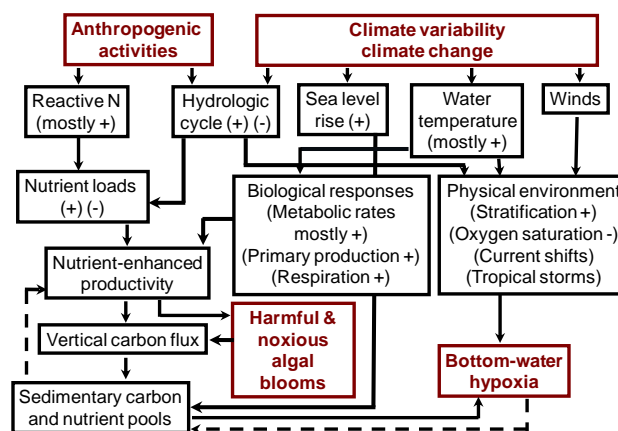 Anthropogenic
activities
Climate variability
climate change
Reactive N
(mostly +)
Hydrologic
cycle (+) (-)
Sea level
rise (+)
Water
temperature
(mostly +)
Winds
Nutrient loads
(+) (-)
Biological responses
(Metabolic rates
mostly +)
(Primary production +)
(Respiration +)
Physical environment
(Stratification +)
(Oxygen saturation -)
(Current shifts)
(Tropical storms)
Nutrient-enhanced
productivity
Harmful &
noxious
algal
blooms
Vertical carbon flux
Bottom-water
hypoxia
Sedimentary carbon
and nutrient pools